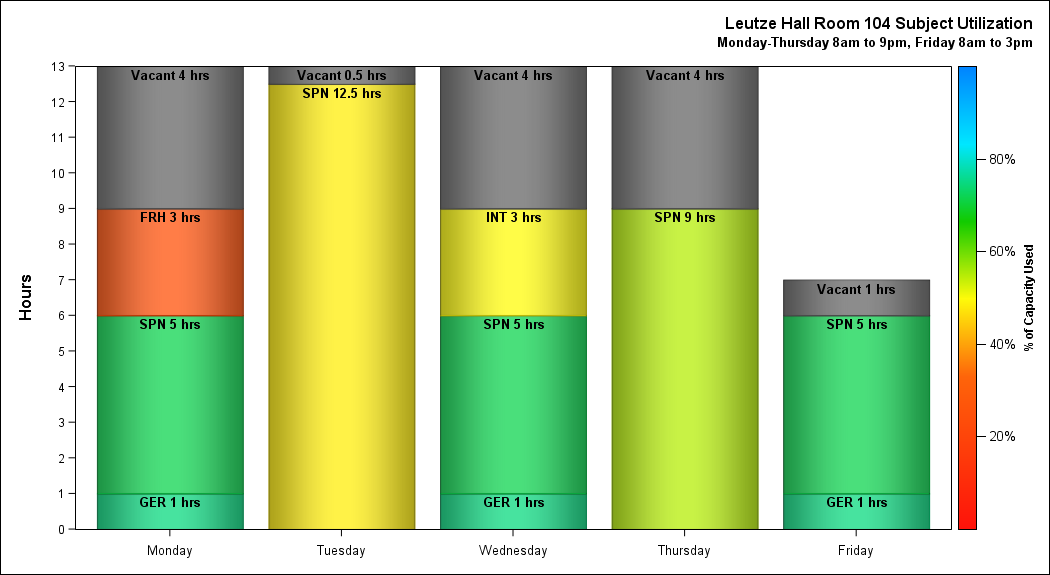 Leutze Hall Room 104 Subject Utilization
Monday-Thursday 8am to 9pm, Friday 8am to 3pm
Hours
13
12
11
10
9
8
7
6
5
4
3
2
1
0
Vacant 4 hrs
FRH 3 hrs
SPN 5 hrs
GER 1 hrs
Vacant 0.5 hrs
SPN 12.5 hrs
Vacant 4 hrs
INT 3 hrs
SPN 5 hrs
GER 1 hrs
Vacant 4 hrs
SPN 9 hrs
Vacant 1 hrs
SPN 5 hrs
GER 1 hrs
Monday
Tuesday
Wednesday
Thursday
Friday
80%
60%
40%
20%
% of Capacity Used